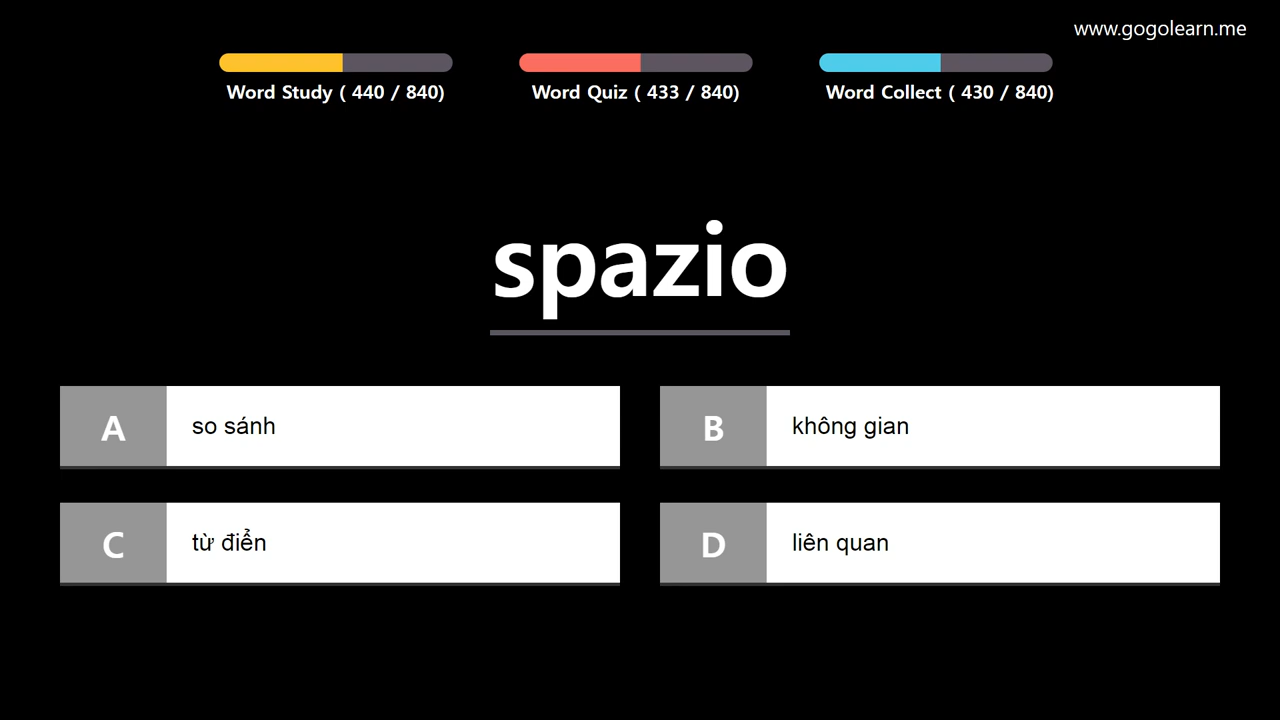 www.gogolearn.me
Word Study ( 440 / 840)
Word Quiz ( 433 / 840)
Word Collect ( 430 / 840)
spazio
A
so sánh
B
không gian
C
từ điển
D
liên quan